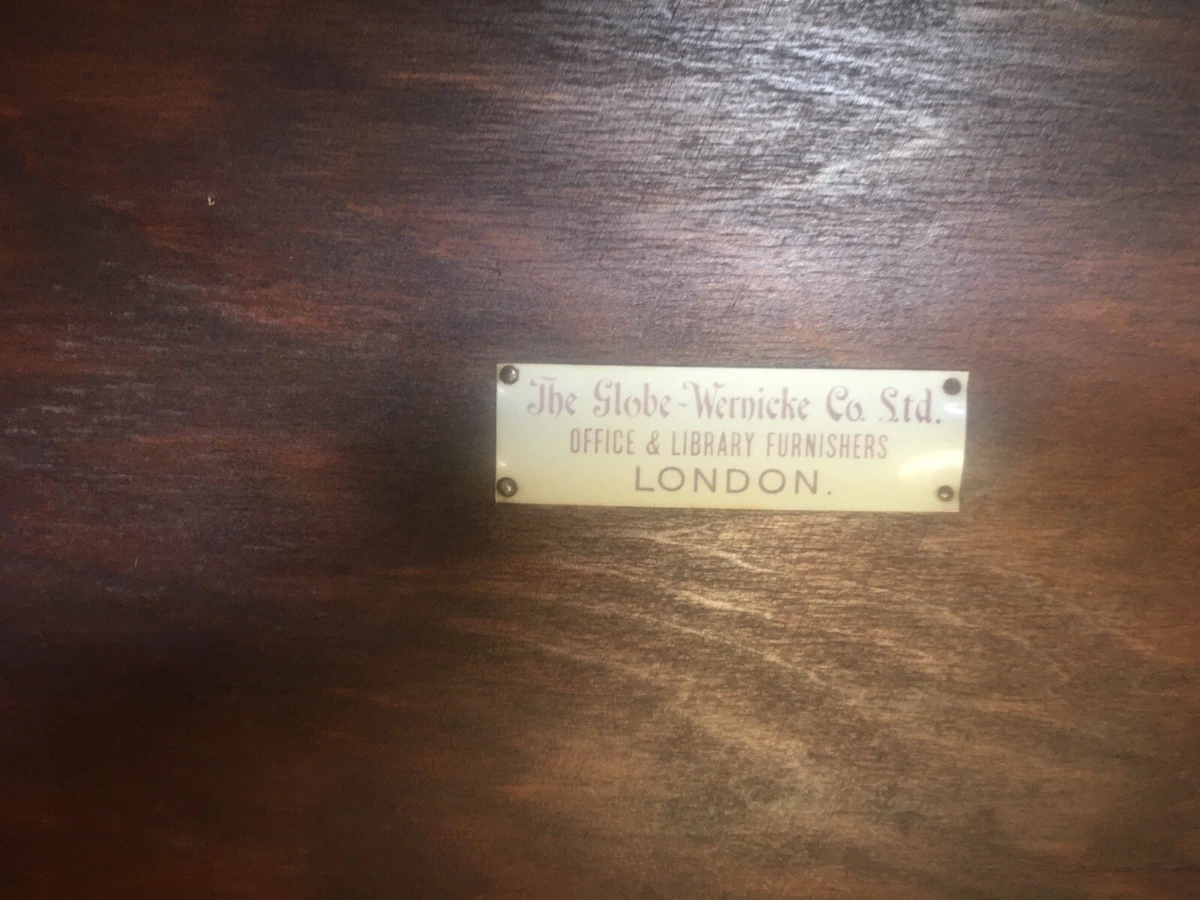 The Globe-Wernicke Co. Ltd.
OFFICE & LIBRARY FURNISHERS
LONDON.